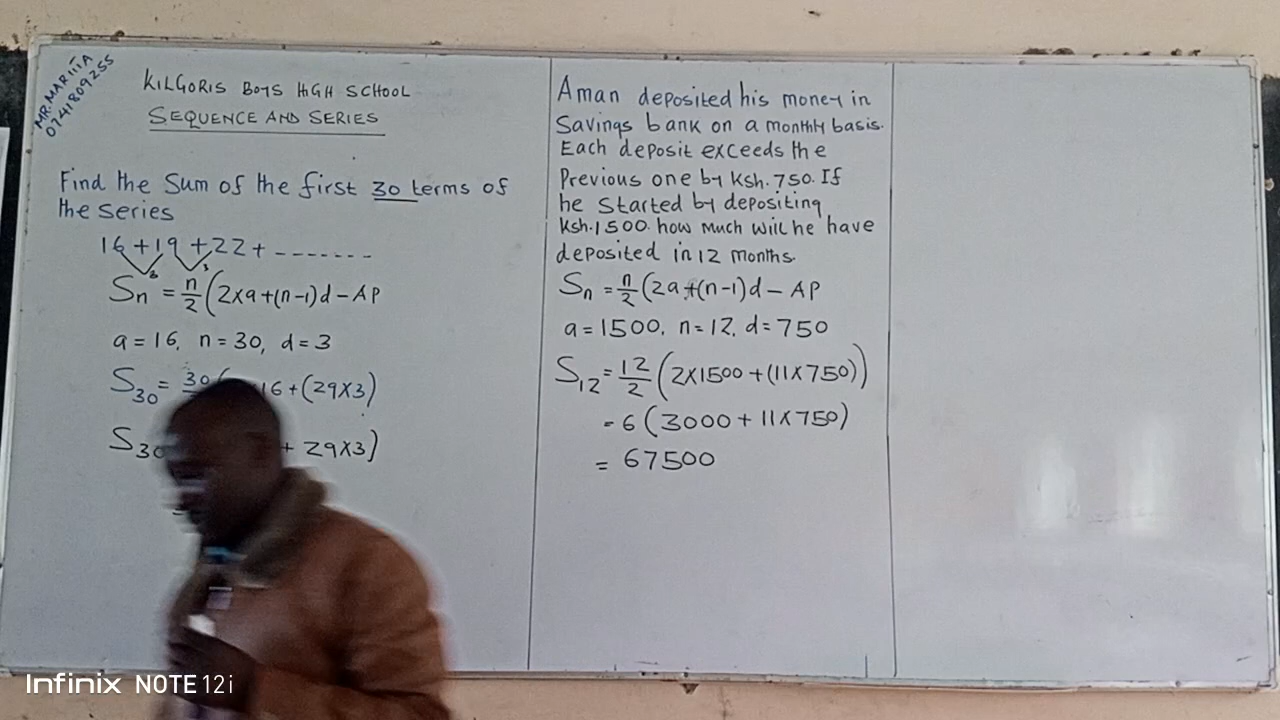 MR. MARIITA
0741809255
KILGORIS BOYS HIGH SCHOOL
SEQUENCE AND SERIES
Find the Sum of the first 30 terms of
the series
16 + 19 + 22 + -------
3 3
Sn = n/2 (2xa+(n-1)d - AP
a = 16, n = 30, d = 3
S30 = 30 ( 16 + (29x3)
S30 + 29x3)
=
Aman deposited his money in
Savings bank on a monthly basis.
Each deposit exceeds the
Previous one by Ksh. 750. If
he started by depositing
Ksh. 1500. how much will he have
deposited in 12 months.
Sn = n/2 (2a+(n-1)d - AP
a = 1500, n = 12, d = 750
S12 = 12/2 (2x1500 + (11x750))
= 6 (3000 + 11x750)
= 67500
Infinix NOTE 12i